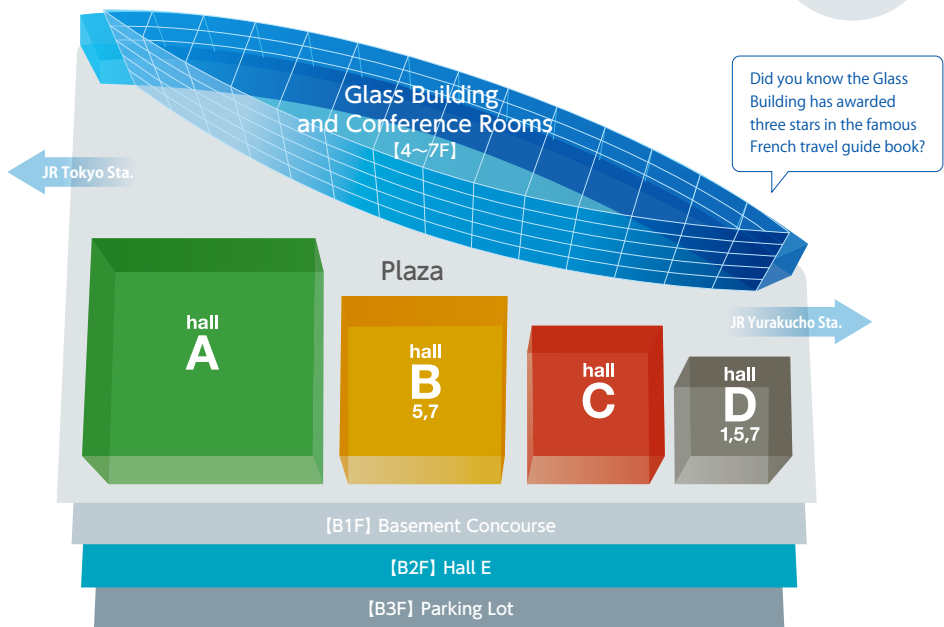 Glass Building
and Conference Rooms
【4～7F】
Did you know the Glass
Building has awarded
three stars in the famous
French travel guide book?
JR Tokyo Sta.
Plaza
JR Yurakucho Sta.
hall
A
hall
B
5,7
hall
C
hall
D
1,5,7
【B1F】 Basement Concourse
【B2F】 Hall E
【B3F】 Parking Lot